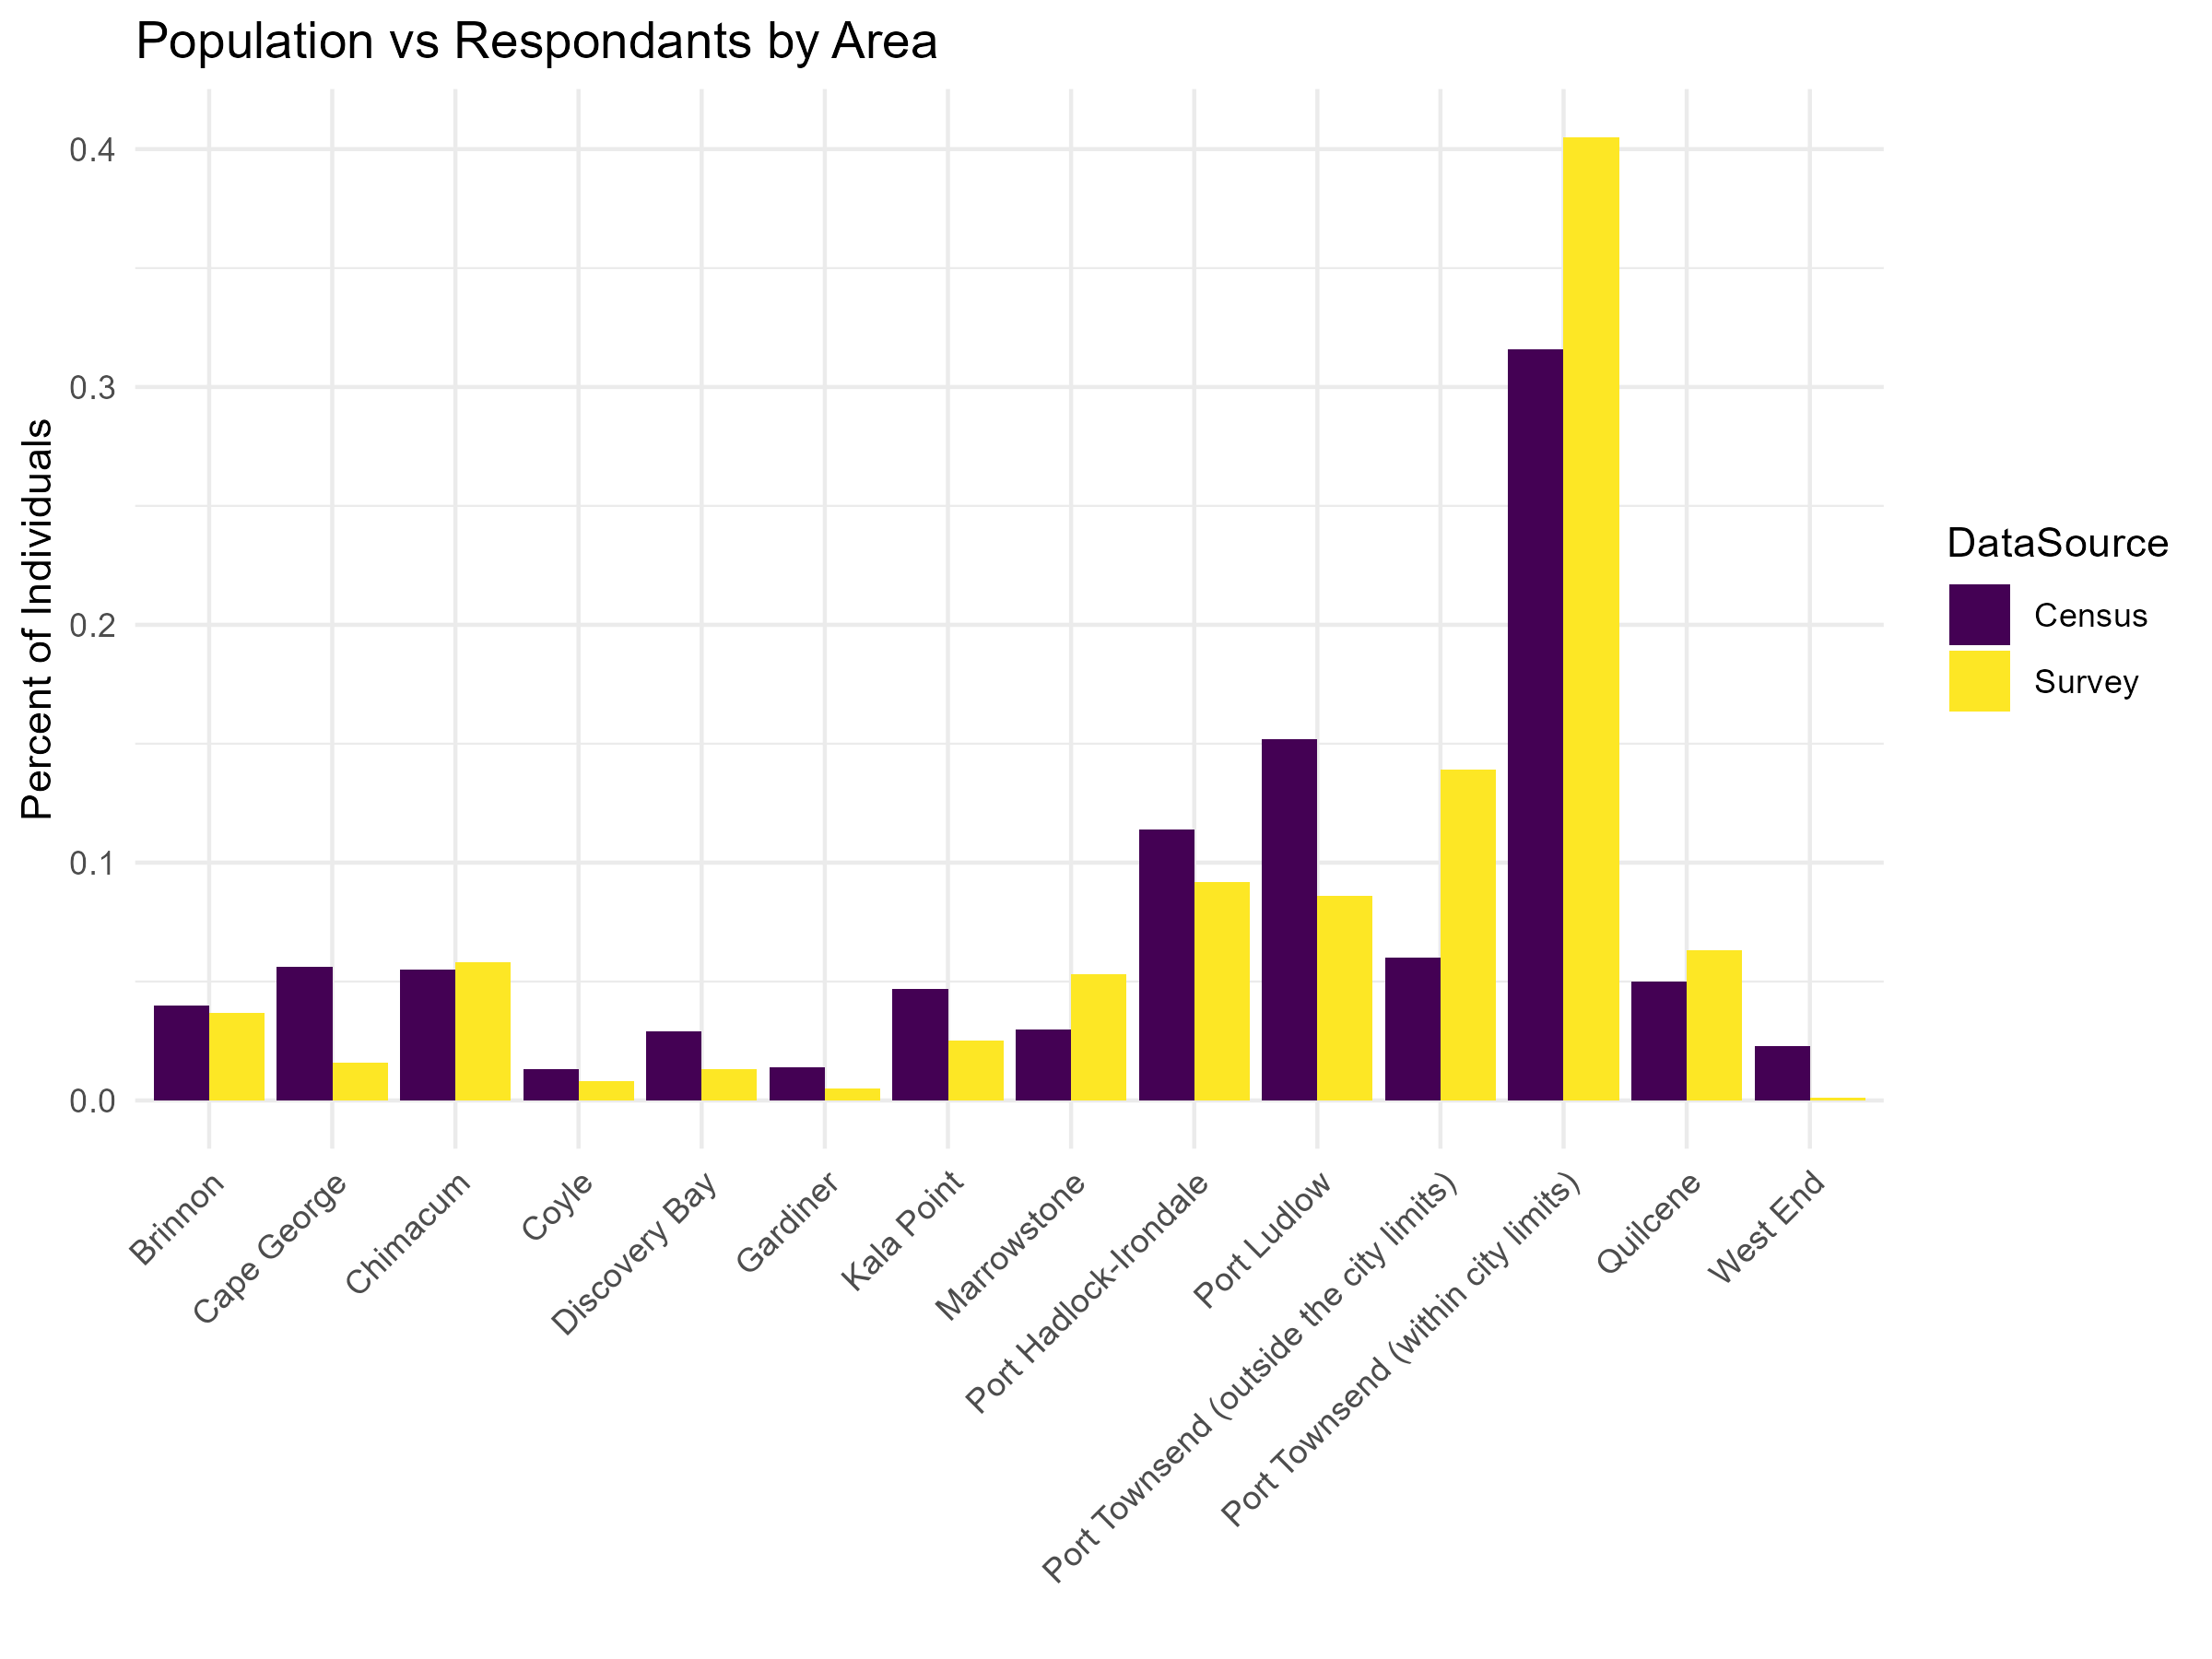 Population vs Respondants by Area
Percent of Individuals
0.4
0.3
0.2
0.1
0.0
Brinnon
Cape George
Chimacum
Coyle
Discovery Bay
Gardiner
Kala Point
Marrowstone
Port Hadlock-Irondale
Port Ludlow
Port Townsend (outside the city limits)
Port Townsend (within city limits)
Quilcene
West End
DataSource
Census
Survey